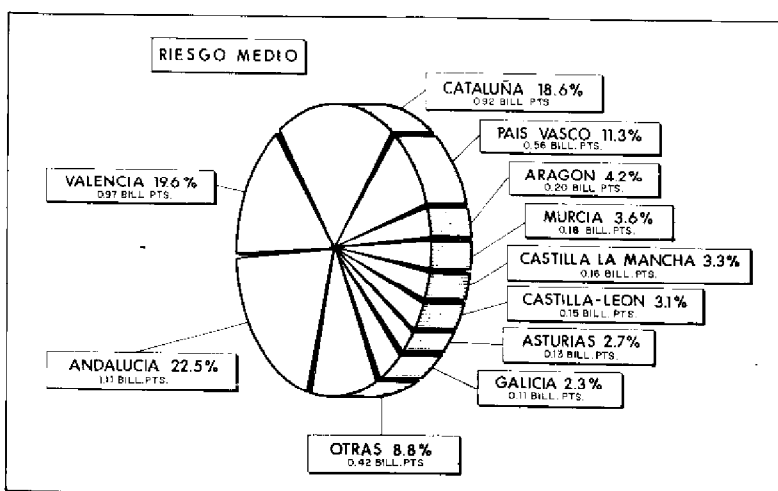 RIESGO MEDIO
CATALUÑA 18.6%
0.92 BILL. PTS
PAIS VASCO 11.3%
0.56 BILL. PTS.
ARAGON 4.2%
0.20 BILL. PTS
MURCIA 3.6%
0.18 BILL. PTS.
CASTILLA LA MANCHA 3.3%
0.16 BILL. PTS.
CASTILLA-LEON 3.1%
0.15 BILL. PTS.
ASTURIAS 2.7%
0.13 BILL. PTS.
GALICIA 2.3%
0.11 BILL. PTS.
OTRAS 8.8%
0.42 BILL. PTS
ANDALUCIA 22.5%
1.11 BILL. PTS.
VALENCIA 19.6%
0.97 BILL. PTS.